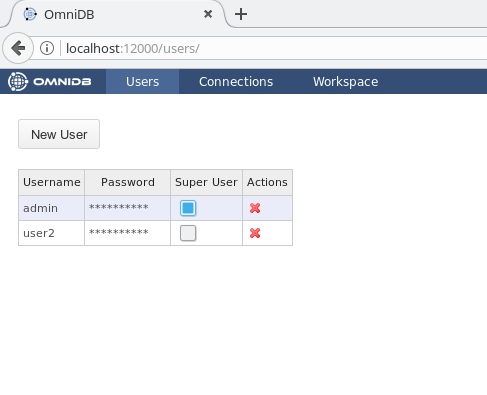 OmniDB
localhost:12000/users/
OMNIDB Users Connections Workspace
New User
Username Password Super User Actions
admin **********
user2 **********